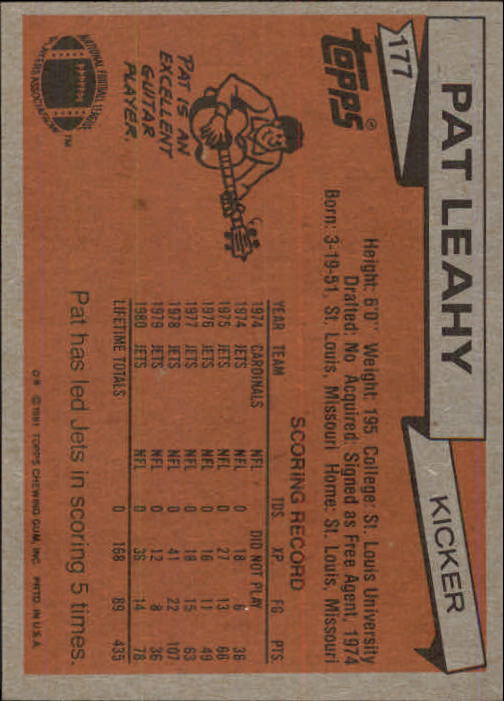 177
PAT LEAHY
KICKER
topps®
Height: 6'0" Weight: 195 College: St. Louis University
Drafted: No Acquired: Signed as Free Agent, 1974
Born: 3-19-51, St. Louis, Missouri Home: St. Louis, Missouri
PAT IS AN
EXCELLENT
GUITAR
PLAYER.
SCORING RECORD
YEAR TEAM TDS. XP FG PTS.
1974 CARDINALS NFL DID NOT PLAY
1974 JETS NFL 0 18 6 36
1975 JETS NFL 0 27 13 66
1976 JETS NFL 0 16 11 49
1977 JETS NFL 0 18 15 63
1978 JETS NFL 0 41 22 107
1979 JETS NFL 0 12 8 36
1980 JETS NFL 0 36 14 78
LIFETIME TOTALS 0 168 89 435
NATIONAL FOOTBALL LEAGUE
PLAYERS ASSOCIATION
TM
Pat has led Jets in scoring 5 times.
© 1981 TOPPS CHEWING GUM, INC. PRTD. IN U.S.A.